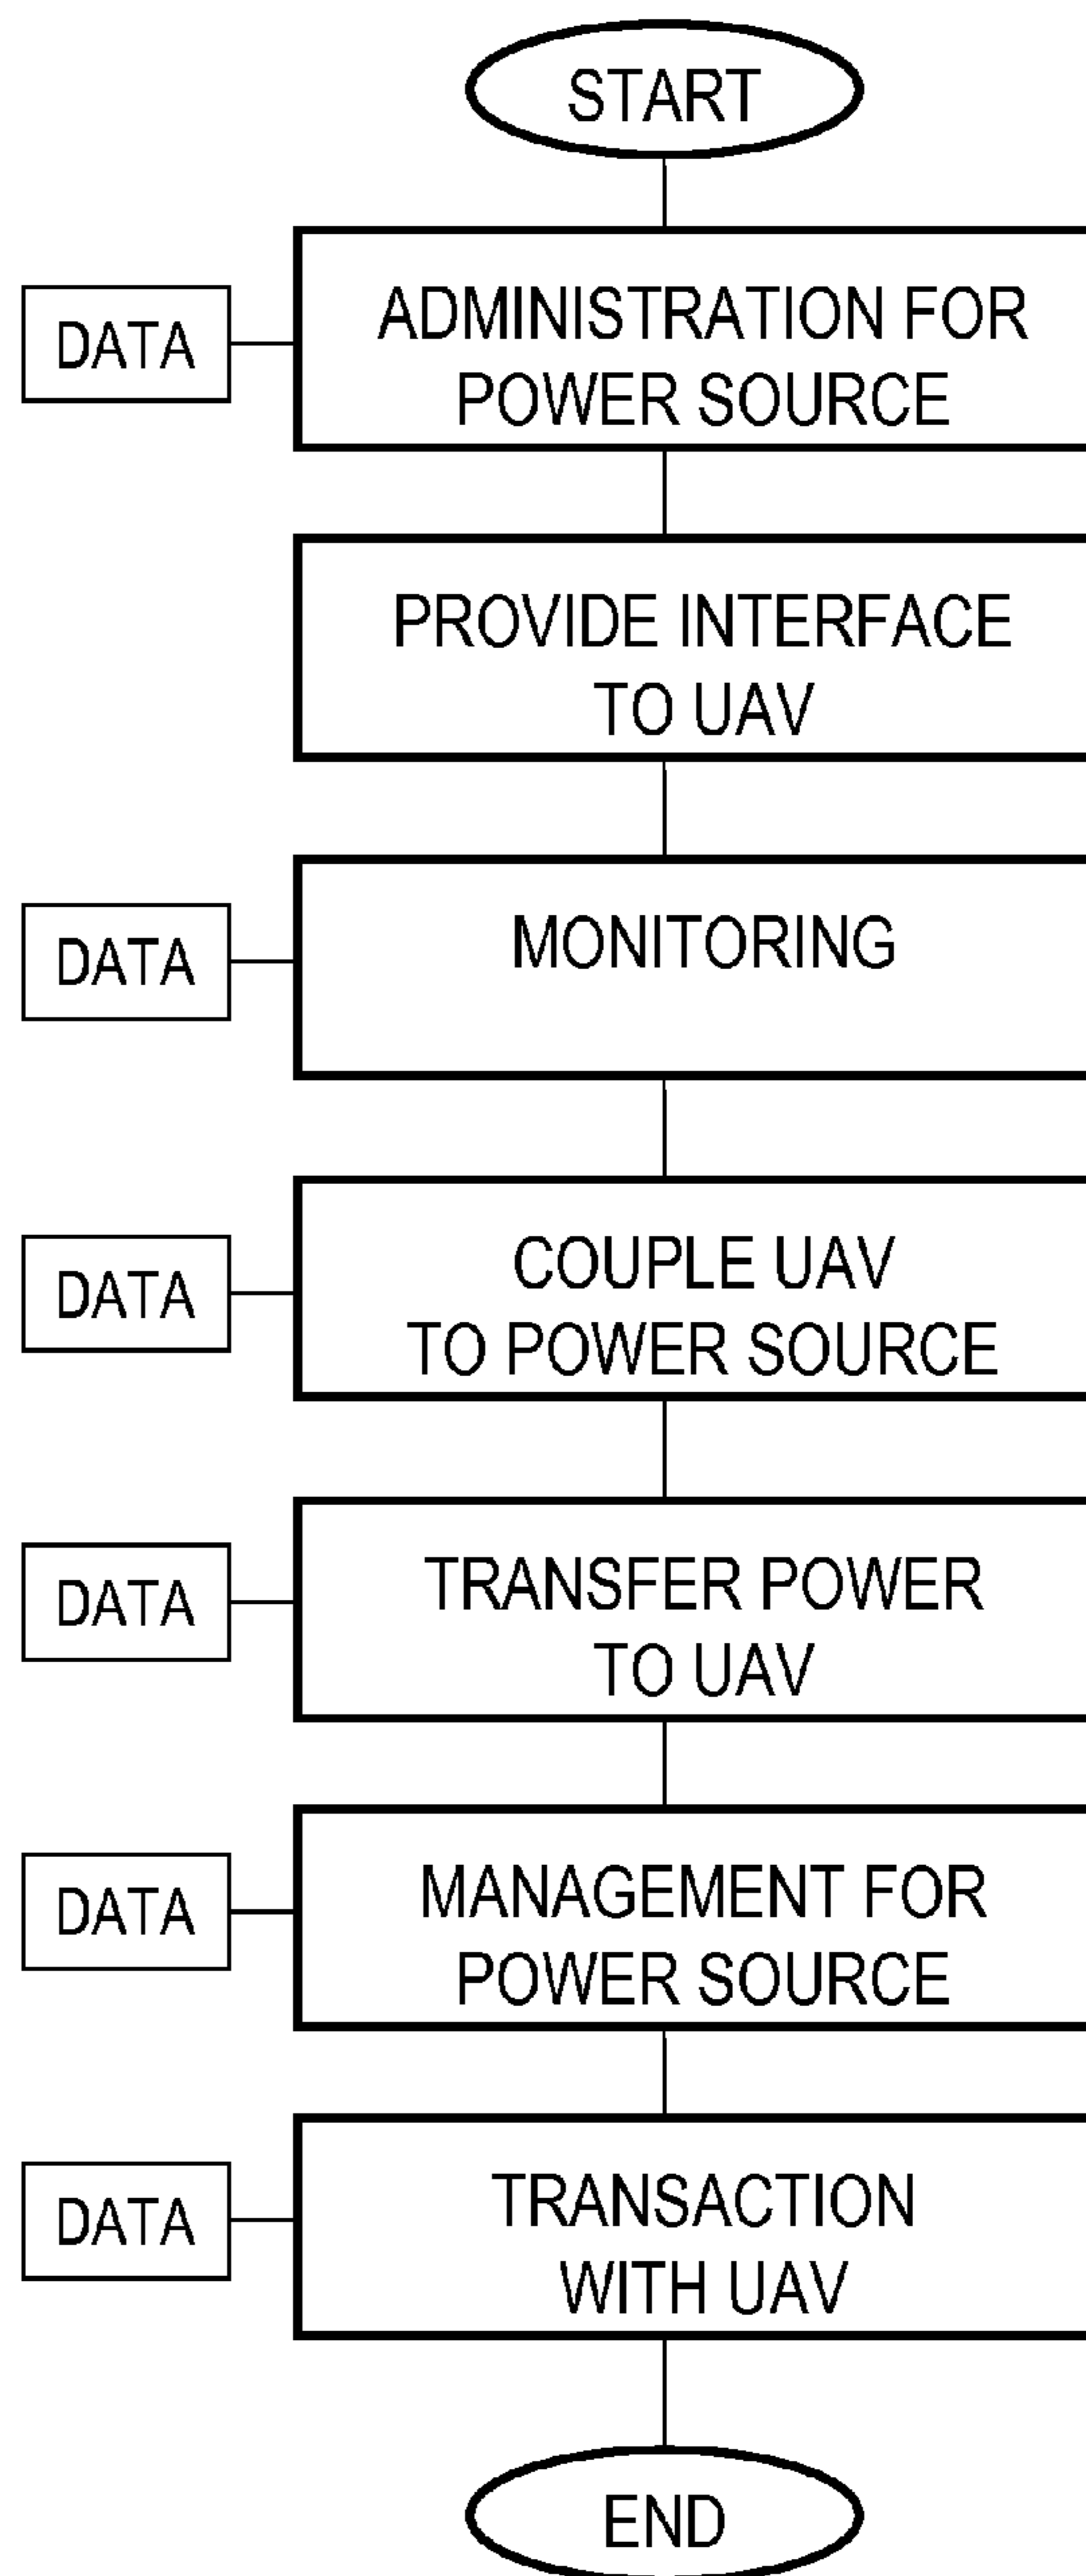 START
DATA
ADMINISTRATION FOR
POWER SOURCE
PROVIDE INTERFACE
TO UAV
DATA
MONITORING
DATA
COUPLE UAV
TO POWER SOURCE
DATA
TRANSFER POWER
TO UAV
DATA
MANAGEMENT FOR
POWER SOURCE
DATA
TRANSACTION
WITH UAV
END